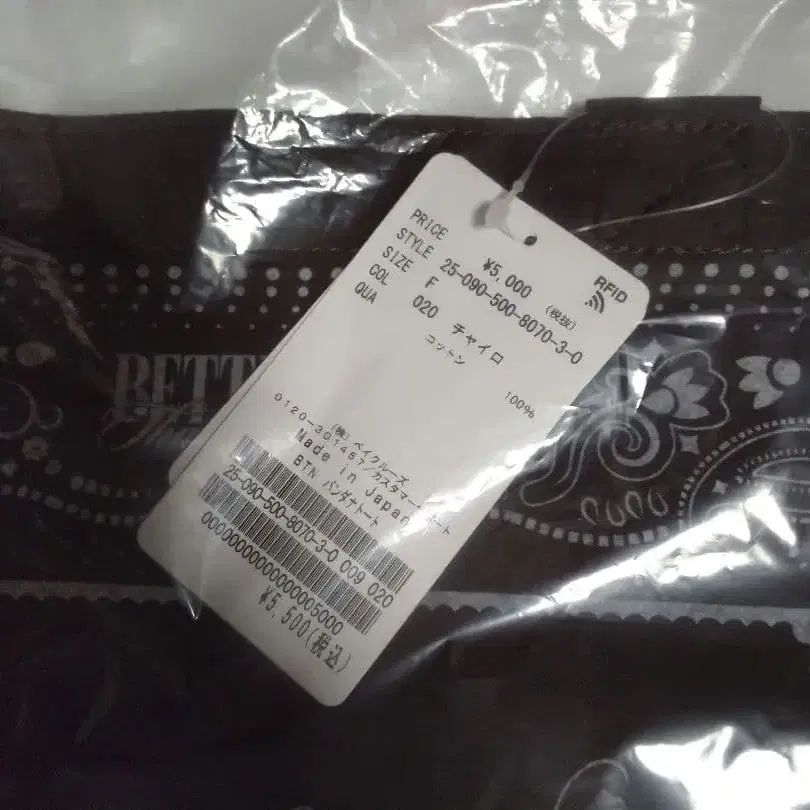 RFID
PRICE ¥5,000 (税抜)
STYLE 25-090-500-8070-3-0
SIZE F
COL 020 チャイロ
QUA コットン 100%
(株)ベイクルーズ
0120-301457/カスタマーサポート
Made in Japan
BTN バンダナトート
25-090-500-8070-3-0 009 020
0000000000000005000
¥5,500(税込)
BETT